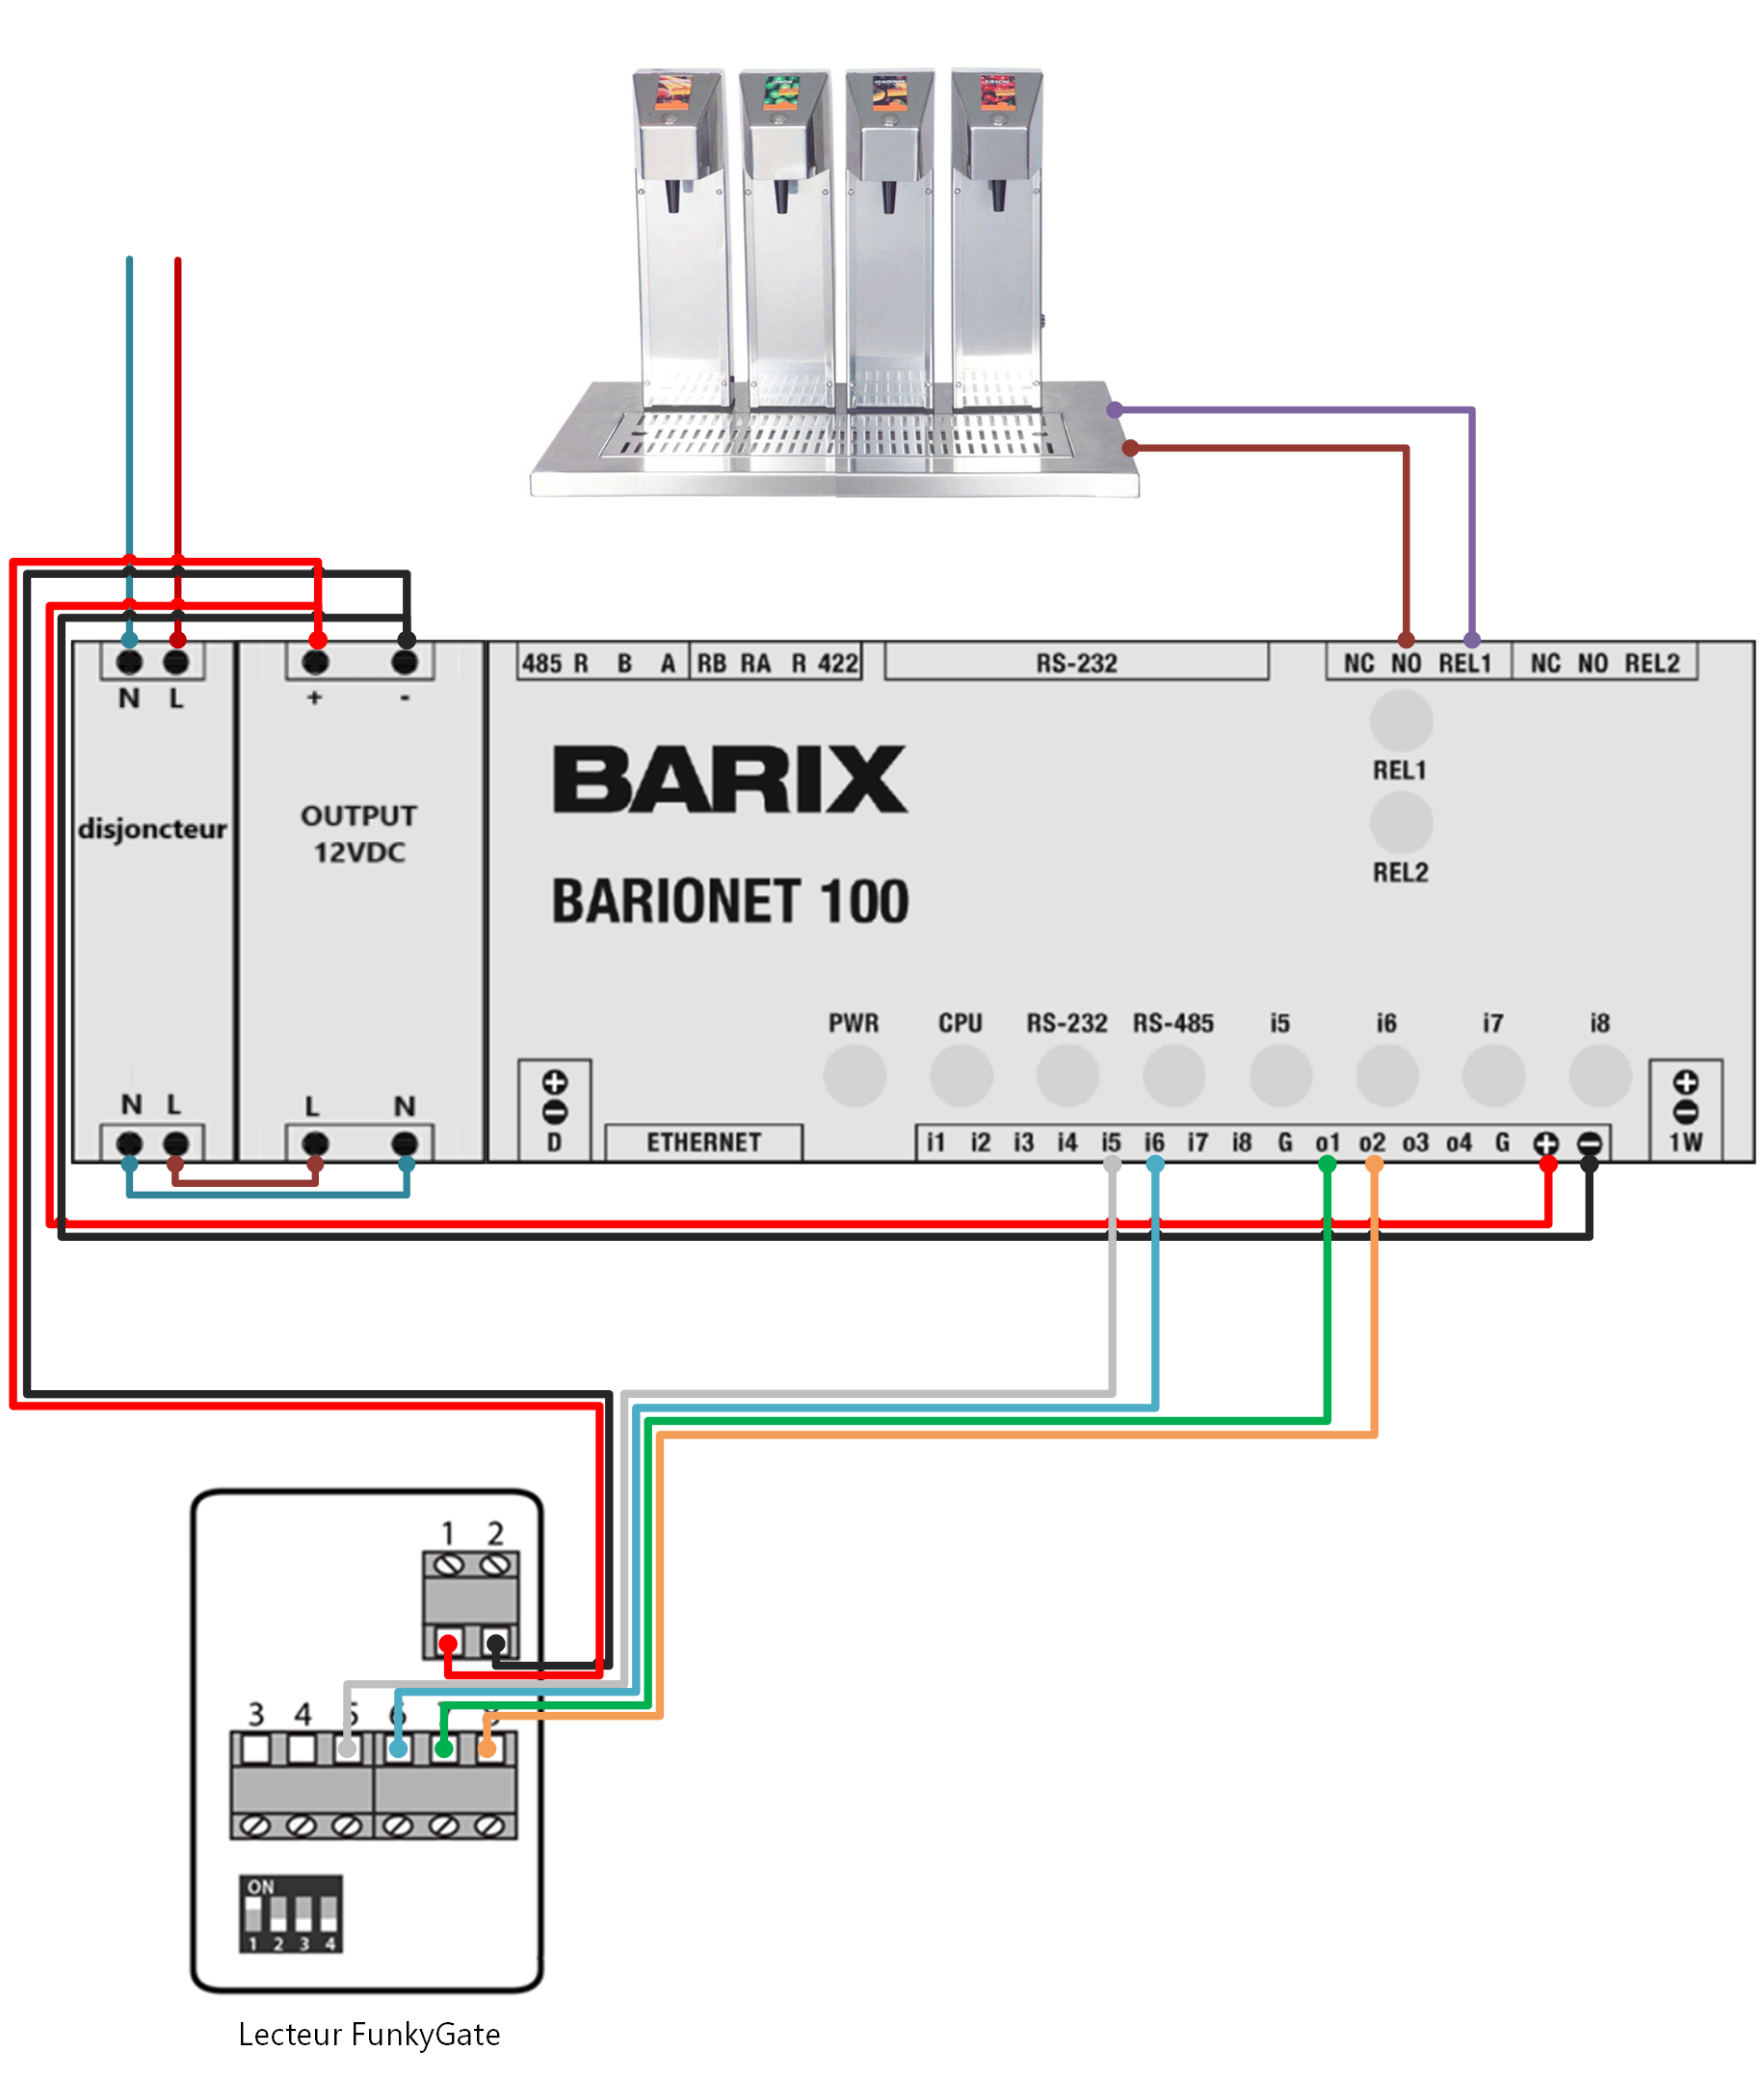 485 R B A RB RA R 422 RS-232 NC NO REL1 NC NO REL2
N L + -
REL1
BARIX
disjoncteur
OUTPUT
12VDC
REL2
BARIONET 100
PWR CPU RS-232 RS-485 i5 i6 i7 i8
N L L N
D ETHERNET i1 i2 i3 i4 i5 i6 i7 i8 G o1 o2 o3 o4 G + - 1W
1 2
3 4 5 6
ON
1 2 3 4
Lecteur FunkyGate